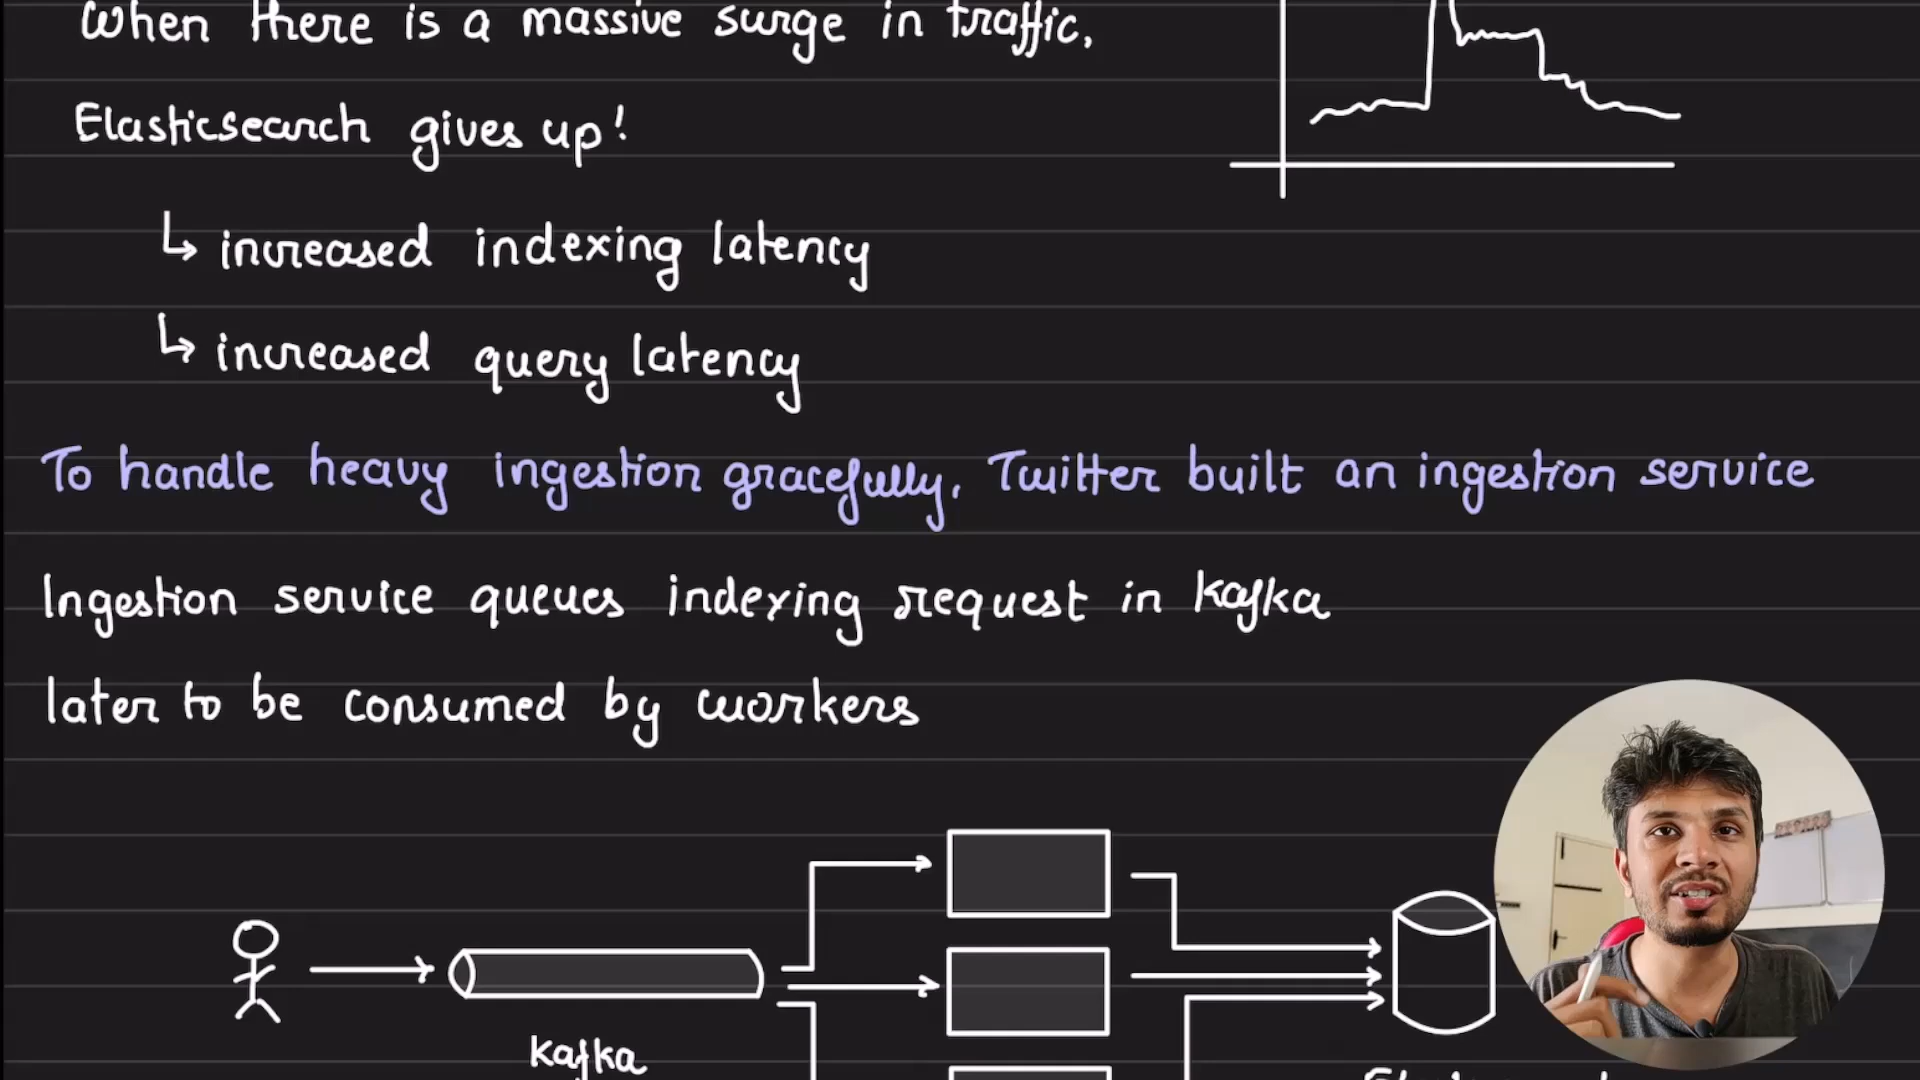 When there is a massive surge in traffic,
Elasticsearch gives up!
↳ increased indexing latency
↳ increased query latency
To handle heavy ingestion gracefully, Twitter built an ingestion service
Ingestion service queues indexing request in kafka
later to be consumed by workers
kafka